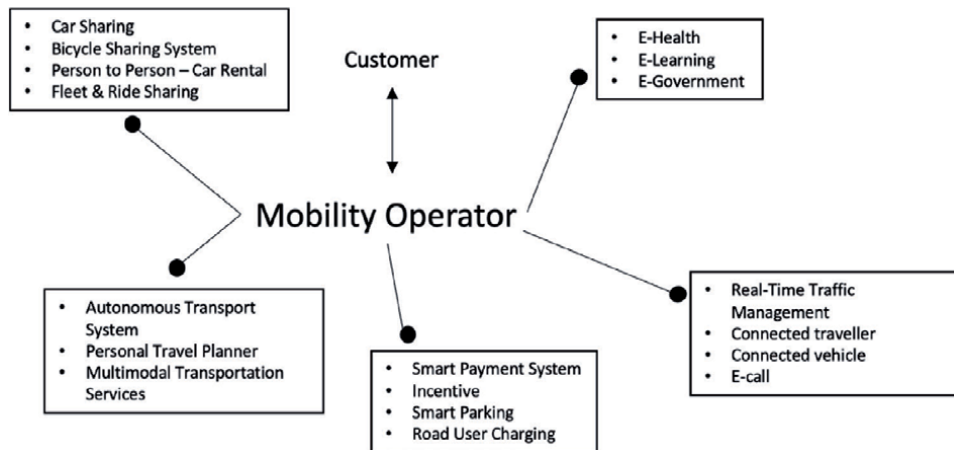 • Car Sharing
• Bicycle Sharing System
• Person to Person – Car Rental
• Fleet & Ride Sharing
Customer
• E-Health
• E-Learning
• E-Government
Mobility Operator
• Autonomous Transport
System
• Personal Travel Planner
• Multimodal Transportation
Services
• Smart Payment System
• Incentive
• Smart Parking
• Road User Charging
• Real-Time Traffic
Management
• Connected traveller
• Connected vehicle
• E-call